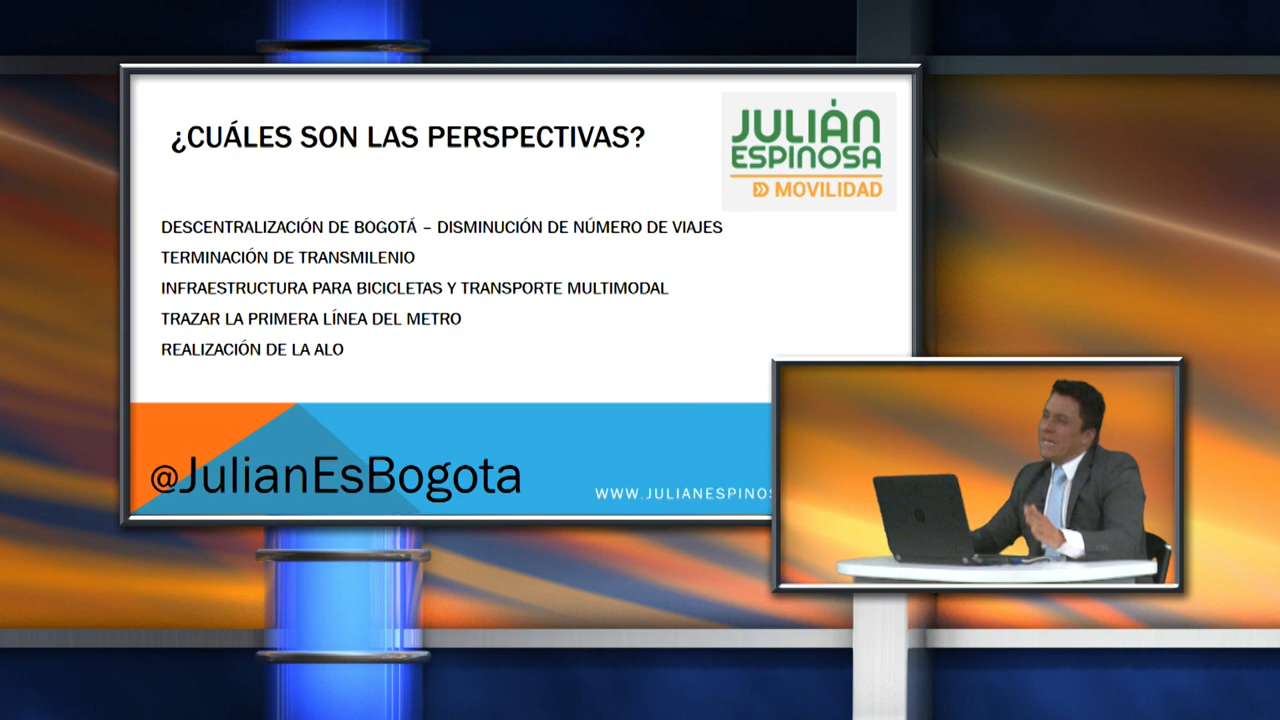 ¿CUÁLES SON LAS PERSPECTIVAS?
JULIÁN
ESPINOSA
MOVILIDAD
DESCENTRALIZACIÓN DE BOGOTÁ – DISMINUCIÓN DE NÚMERO DE VIAJES
TERMINACIÓN DE TRANSMILENIO
INFRAESTRUCTURA PARA BICICLETAS Y TRANSPORTE MULTIMODAL
TRAZAR LA PRIMERA LÍNEA DEL METRO
REALIZACIÓN DE LA ALO
@JulianEsBogota